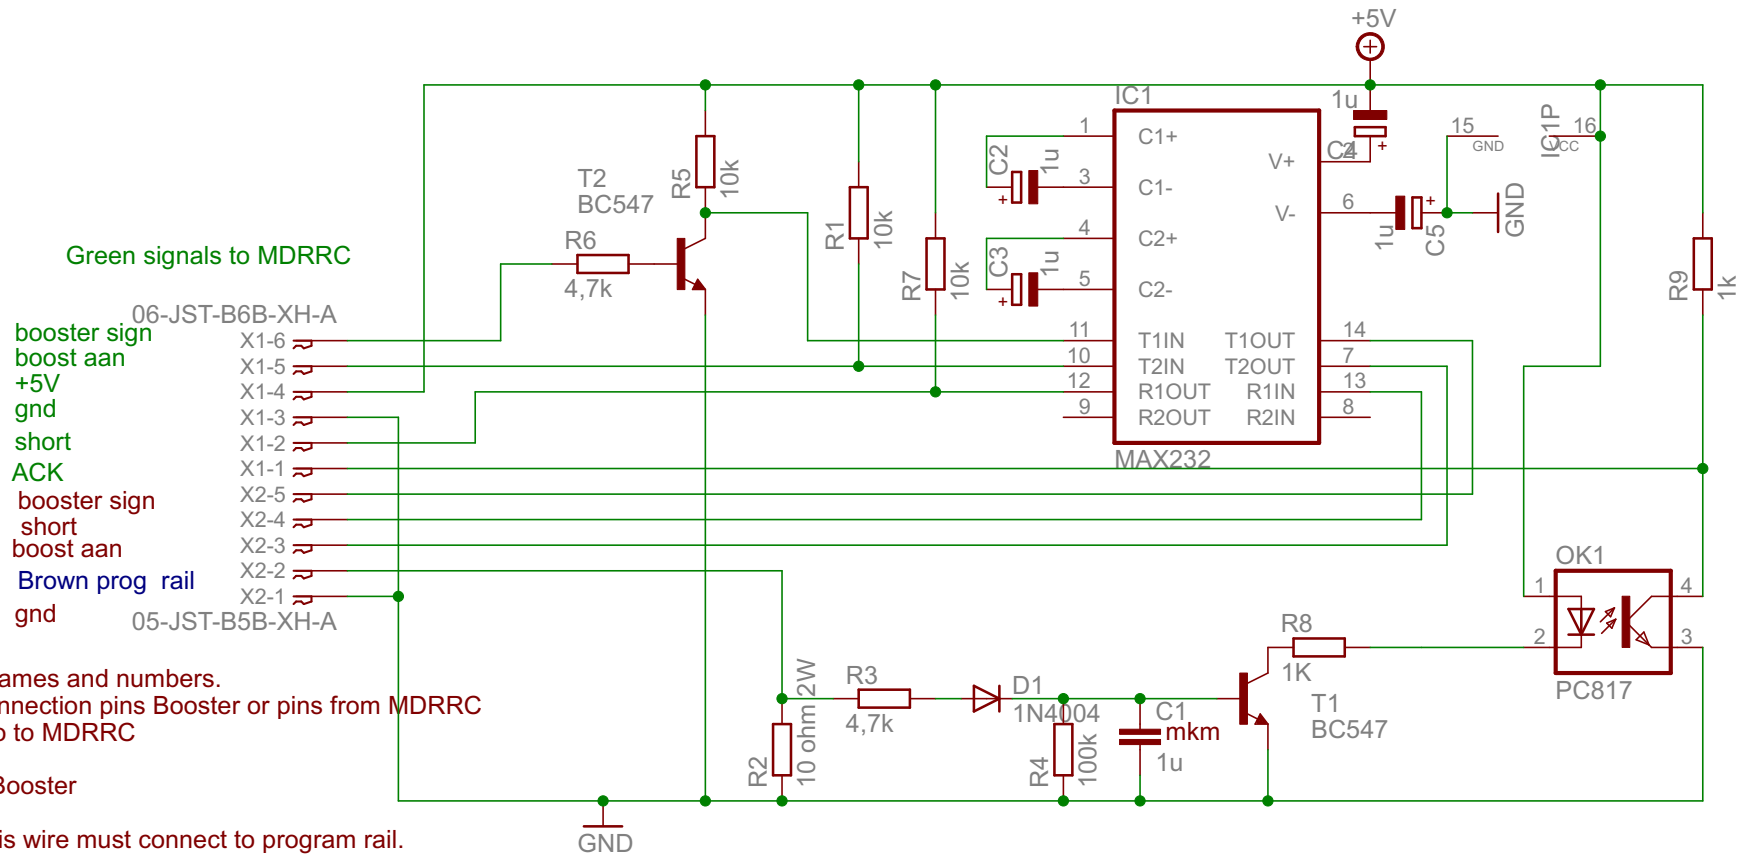 +5V
IC1
1u
C4
2
1
C1+
C2
1u
3
C1-
V+
15
GND
IC1P
16
VCC
4
C2+
C3
1u
5
C2-
V-
6
1u
C5
GND
T2
BC547
R5
10k
R6
4,7k
R1
10k
R7
10k
R9
1k
Green signals to MDRRC
06-JST-B6B-XH-A
booster sign
X1-6
boost aan
X1-5
+5V
X1-4
gnd
X1-3
short
X1-2
ACK
X1-1
booster sign
X2-5
short
X2-4
boost aan
X2-3
Brown prog  rail
X2-2
gnd
X2-1
05-JST-B5B-XH-A
11
T1IN
T1OUT
14
10
T2IN
T2OUT
7
12
R1OUT
R1IN
13
9
R2OUT
R2IN
8
MAX232
OK1
1
4
2
3
PC817
R8
1K
T1
BC547
R2
10 ohm 2W
R3
4,7k
D1
1N4004
R4
100k
C1
mkm
1u
ames and numbers.
nnection pins Booster or pins from MDRRC
o to MDRRC
Booster
is wire must connect to program rail.
GND